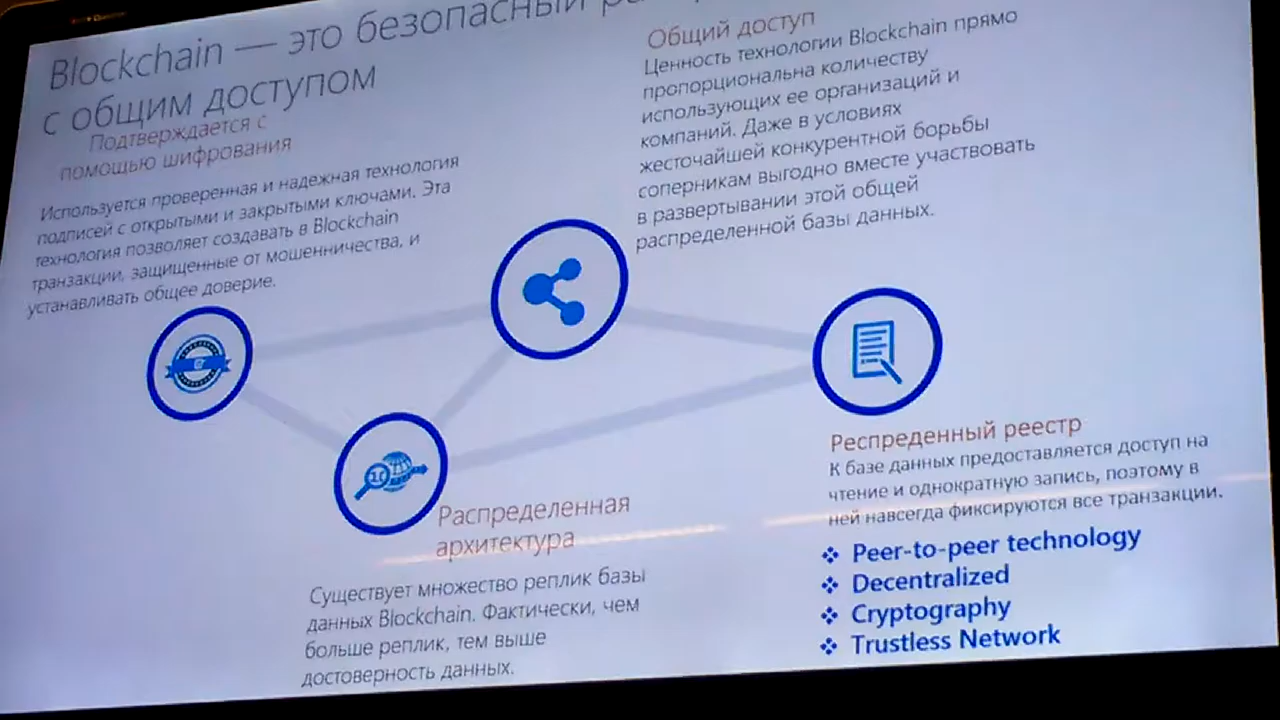 Blockchain — это безопасный
с общим доступом
Подтверждается с
помощью шифрования
Используется проверенная и надежная технология
подписей с открытыми и закрытыми ключами. Эта
технология позволяет создавать в Blockchain
транзакции, защищенные от мошенничества, и
устанавливать общее доверие.
Общий доступ
Ценность технологии Blockchain прямо
пропорциональна количеству
использующих ее организаций и
компаний. Даже в условиях
жесточайшей конкурентной борьбы
соперникам выгодно вместе участвовать
в развертывании этой общей
распределенной базы данных.
Распределенная
архитектура
Существует множество реплик базы
данных Blockchain. Фактически, чем
больше реплик, тем выше
достоверность данных.
Респреденный реестр
К базе данных предоставляется доступ на
чтение и однократную запись, поэтому в
ней навсегда фиксируются все транзакции.
❖ Peer-to-peer technology
❖ Decentralized
❖ Cryptography
❖ Trustless Network